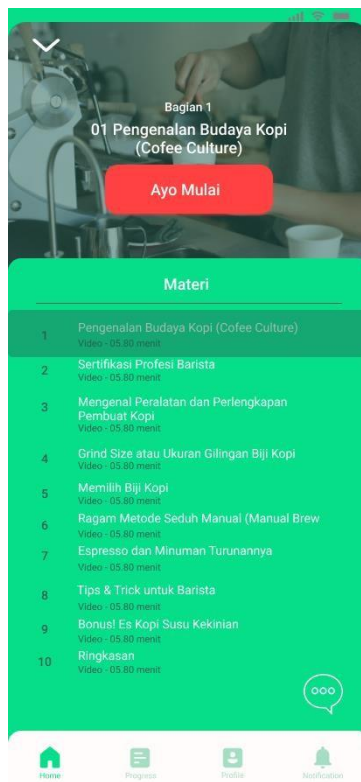 Bagian 1
01 Pengenalan Budaya Kopi
(Cofee Culture)
Ayo Mulai
Materi
1
Pengenalan Budaya Kopi (Cofee Culture)
Video - 05.80 menit
2
Sertifikasi Profesi Barista
Video - 05.80 menit
3
Mengenal Peralatan dan Perlengkapan
Pembuat Kopi
Video - 05.80 menit
4
Grind Size atau Ukuran Gilingan Biji Kopi
Video - 05.80 menit
5
Memilih Biji Kopi
Video - 05.80 menit
6
Ragam Metode Seduh Manual (Manual Brew
Video - 05.80 menit
7
Espresso dan Minuman Turunannya
Video - 05.80 menit
8
Tips & Trick untuk Barista
Video - 05.80 menit
9
Bonus! Es Kopi Susu Kekinian
Video - 05.80 menit
10
Ringkasan
Video - 05.80 menit
Home
Progress
Profile
Notification